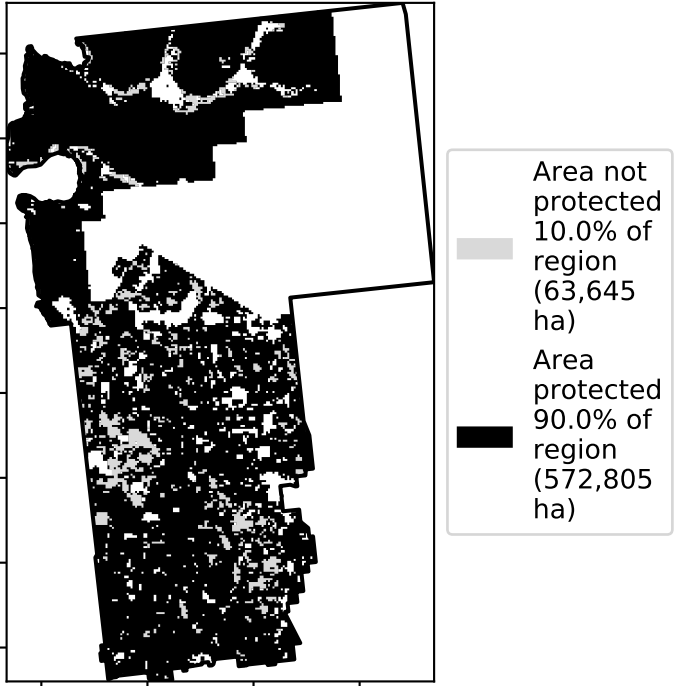 Area not
protected
10.0% of
region
(63,645
ha)
Area
protected
90.0% of
region
(572,805
ha)